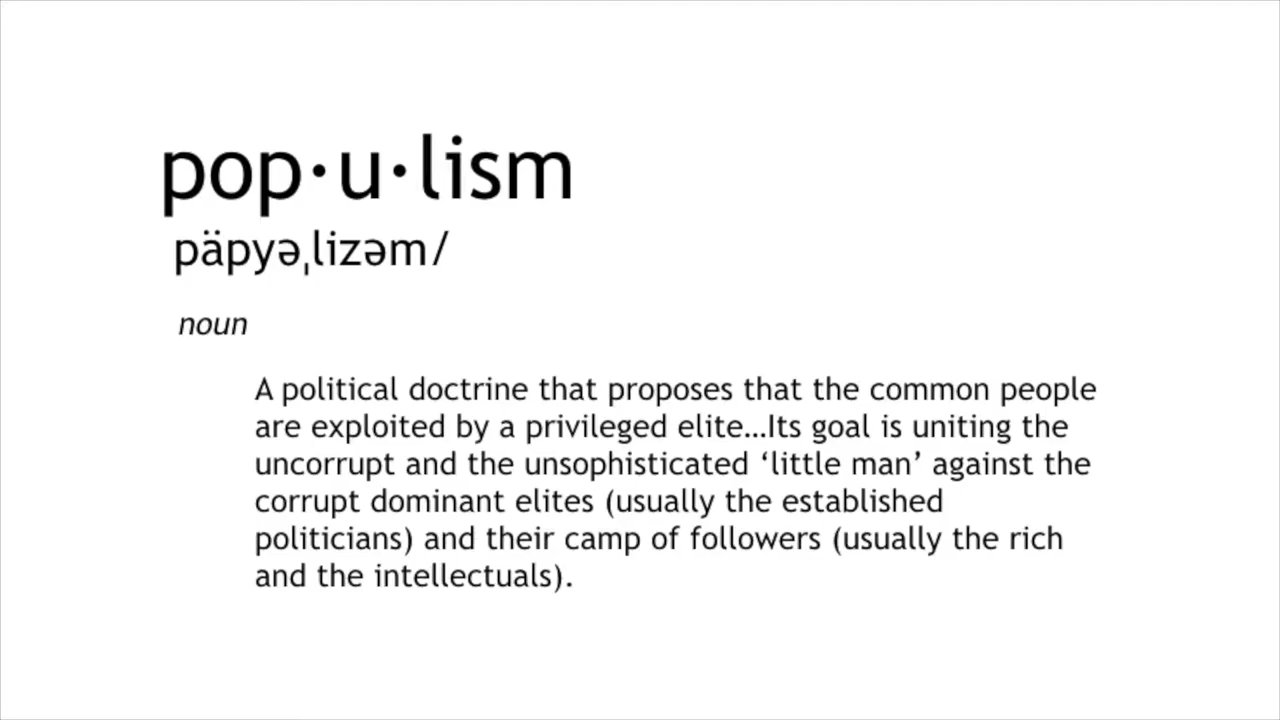 pop·u·lism
päpyəˌlizəm/
noun
A political doctrine that proposes that the common people
are exploited by a privileged elite…Its goal is uniting the
uncorrupt and the unsophisticated ‘little man’ against the
corrupt dominant elites (usually the established
politicians) and their camp of followers (usually the rich
and the intellectuals).